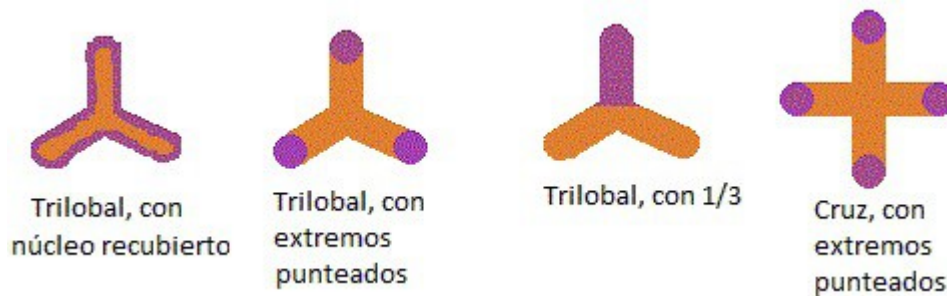 Trilobal, con
núcleo recubierto
Trilobal, con
extremos
punteados
Trilobal, con 1/3
Cruz, con
extremos
punteados